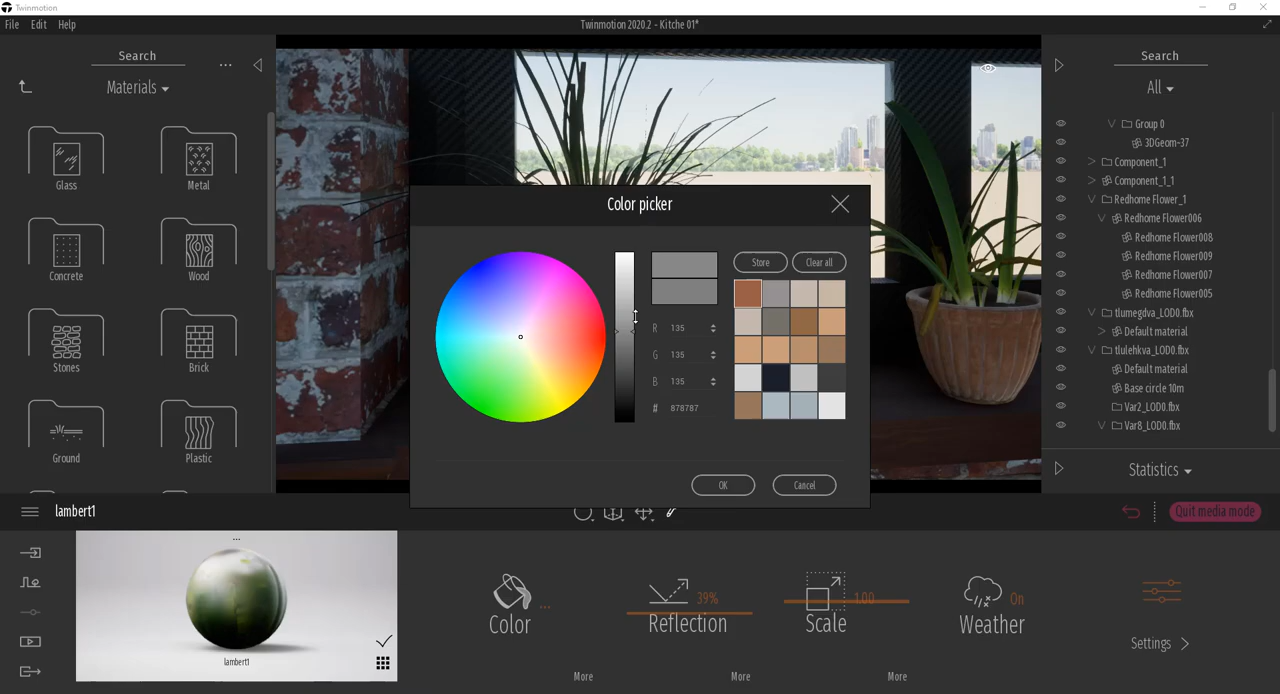 Twinmotion
File Edit Help
Twinmotion 2020.2 - Kitche 01*
Search
...
Materials
Glass
Metal
Concrete
Wood
Stones
Brick
Ground
Plastic
Color picker
Store
Clear all
R 135
G 135
B 135
# 878787
OK
Cancel
Search
All
Group 0
3DGeom-37
Component_1
Component_1_1
Redhome Flower_1
Redhome Flower006
Redhome Flower008
Redhome Flower009
Redhome Flower007
Redhome Flower005
tlumegdva_LOD0.fbx
Default material
tlulehkva_LOD0.fbx
Default material
Base circle 10m
Var2_LOD0.fbx
Var8_LOD0.fbx
Statistics
lambert1
Quit media mode
...
lambert1
Color ...
Reflection 39%
Scale 1.00
Weather On
Settings
More
More
More